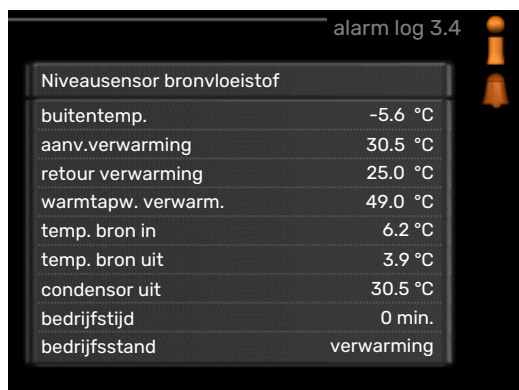 alarm log 3.4
Niveausensor bronvloeistof
buitentemp. -5.6 °C
aanv.verwarming 30.5 °C
retour verwarming 25.0 °C
warmtapw. verwarm. 49.0 °C
temp. bron in 6.2 °C
temp. bron uit 3.9 °C
condensor uit 30.5 °C
bedrijfstijd 0 min.
bedrijfsstand verwarming